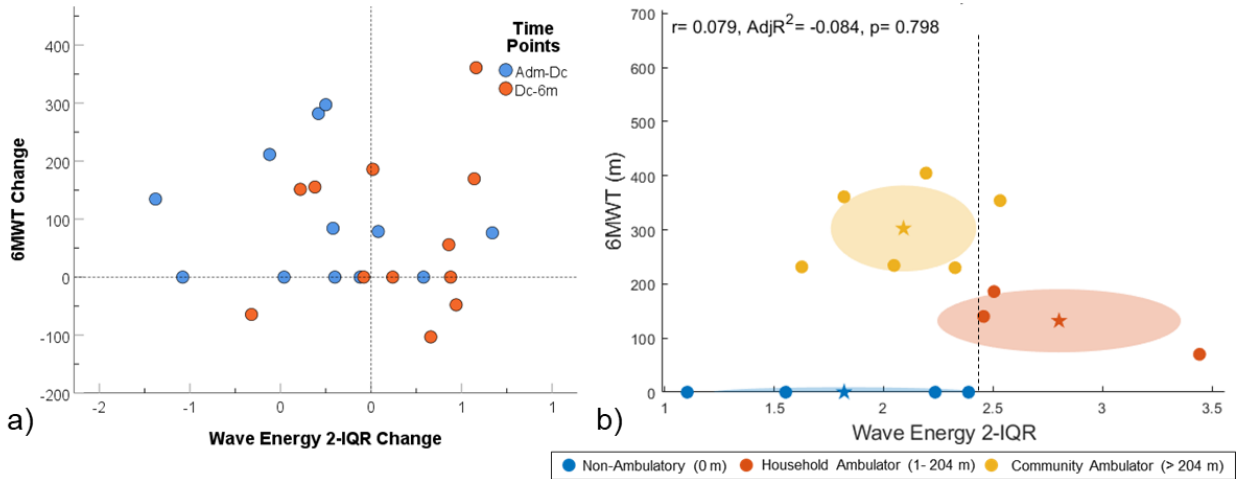 Time
Points
Adm-Dc
Dc-6m
400
300
200
100
0
-100
-200
-2
-1
0
0
1
1
6MWT Change
Wave Energy 2-IQR Change
a)
r= 0.079, AdjR²= -0.084, p= 0.798
700
600
500
400
300
200
100
0
1
1.5
2
2.5
3
3.5
6MWT (m)
Wave Energy 2-IQR
b)
Non-Ambulatory (0 m) Household Ambulator (1- 204 m) Community Ambulator (> 204 m)